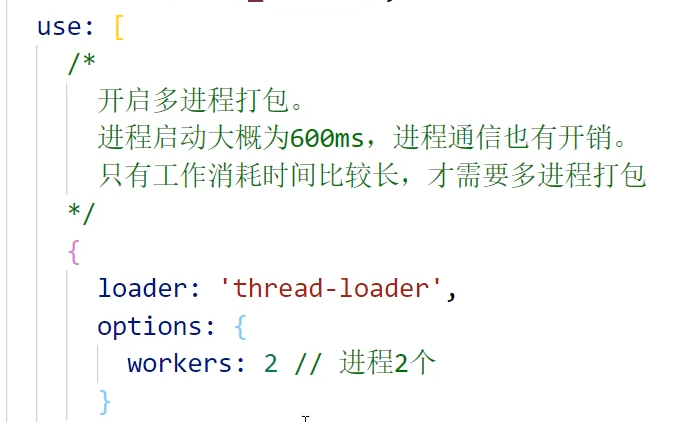 use: [
/*
开启多进程打包。
进程启动大概为600ms，进程通信也有开销。
只有工作消耗时间比较长，才需要多进程打包
*/
{
loader: 'thread-loader',
options: {
workers: 2 // 进程2个
}